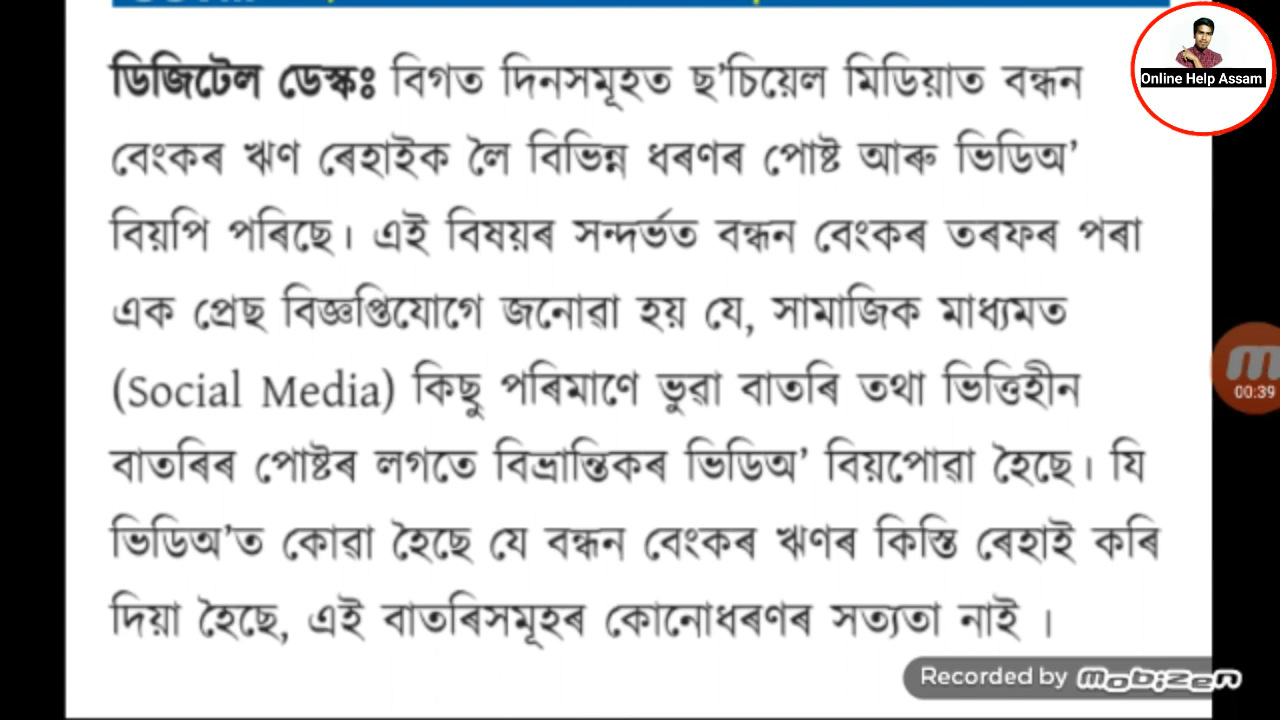 ডিজিটেল ডেস্কঃ বিগত দিনসমূহত ছ'চিয়েল মিডিয়াত বন্ধন
বেংকৰ ঋণ ৰেহাইক লৈ বিভিন্ন ধৰণৰ পোষ্ট আৰু ভিডিঅ'
বিয়পি পৰিছে। এই বিষয়ৰ সন্দৰ্ভত বন্ধন বেংকৰ তৰফৰ পৰা
এক প্ৰেছ বিজ্ঞপ্তিযোগে জনোৱা হয় যে, সামাজিক মাধ্যমত
(Social Media) কিছু পৰিমাণে ভুৱা বাতৰি তথা ভিত্তিহীন
বাতৰিৰ পোষ্টৰ লগতে বিভ্ৰান্তিকৰ ভিডিঅ' বিয়পোৱা হৈছে। যি
ভিডিঅ'ত কোৱা হৈছে যে বন্ধন বেংকৰ ঋণৰ কিস্তি ৰেহাই কৰি
দিয়া হৈছে, এই বাতৰিসমূহৰ কোনোধৰণৰ সত্যতা নাই ।
Online Help Assam
00:39
Recorded by mobizen